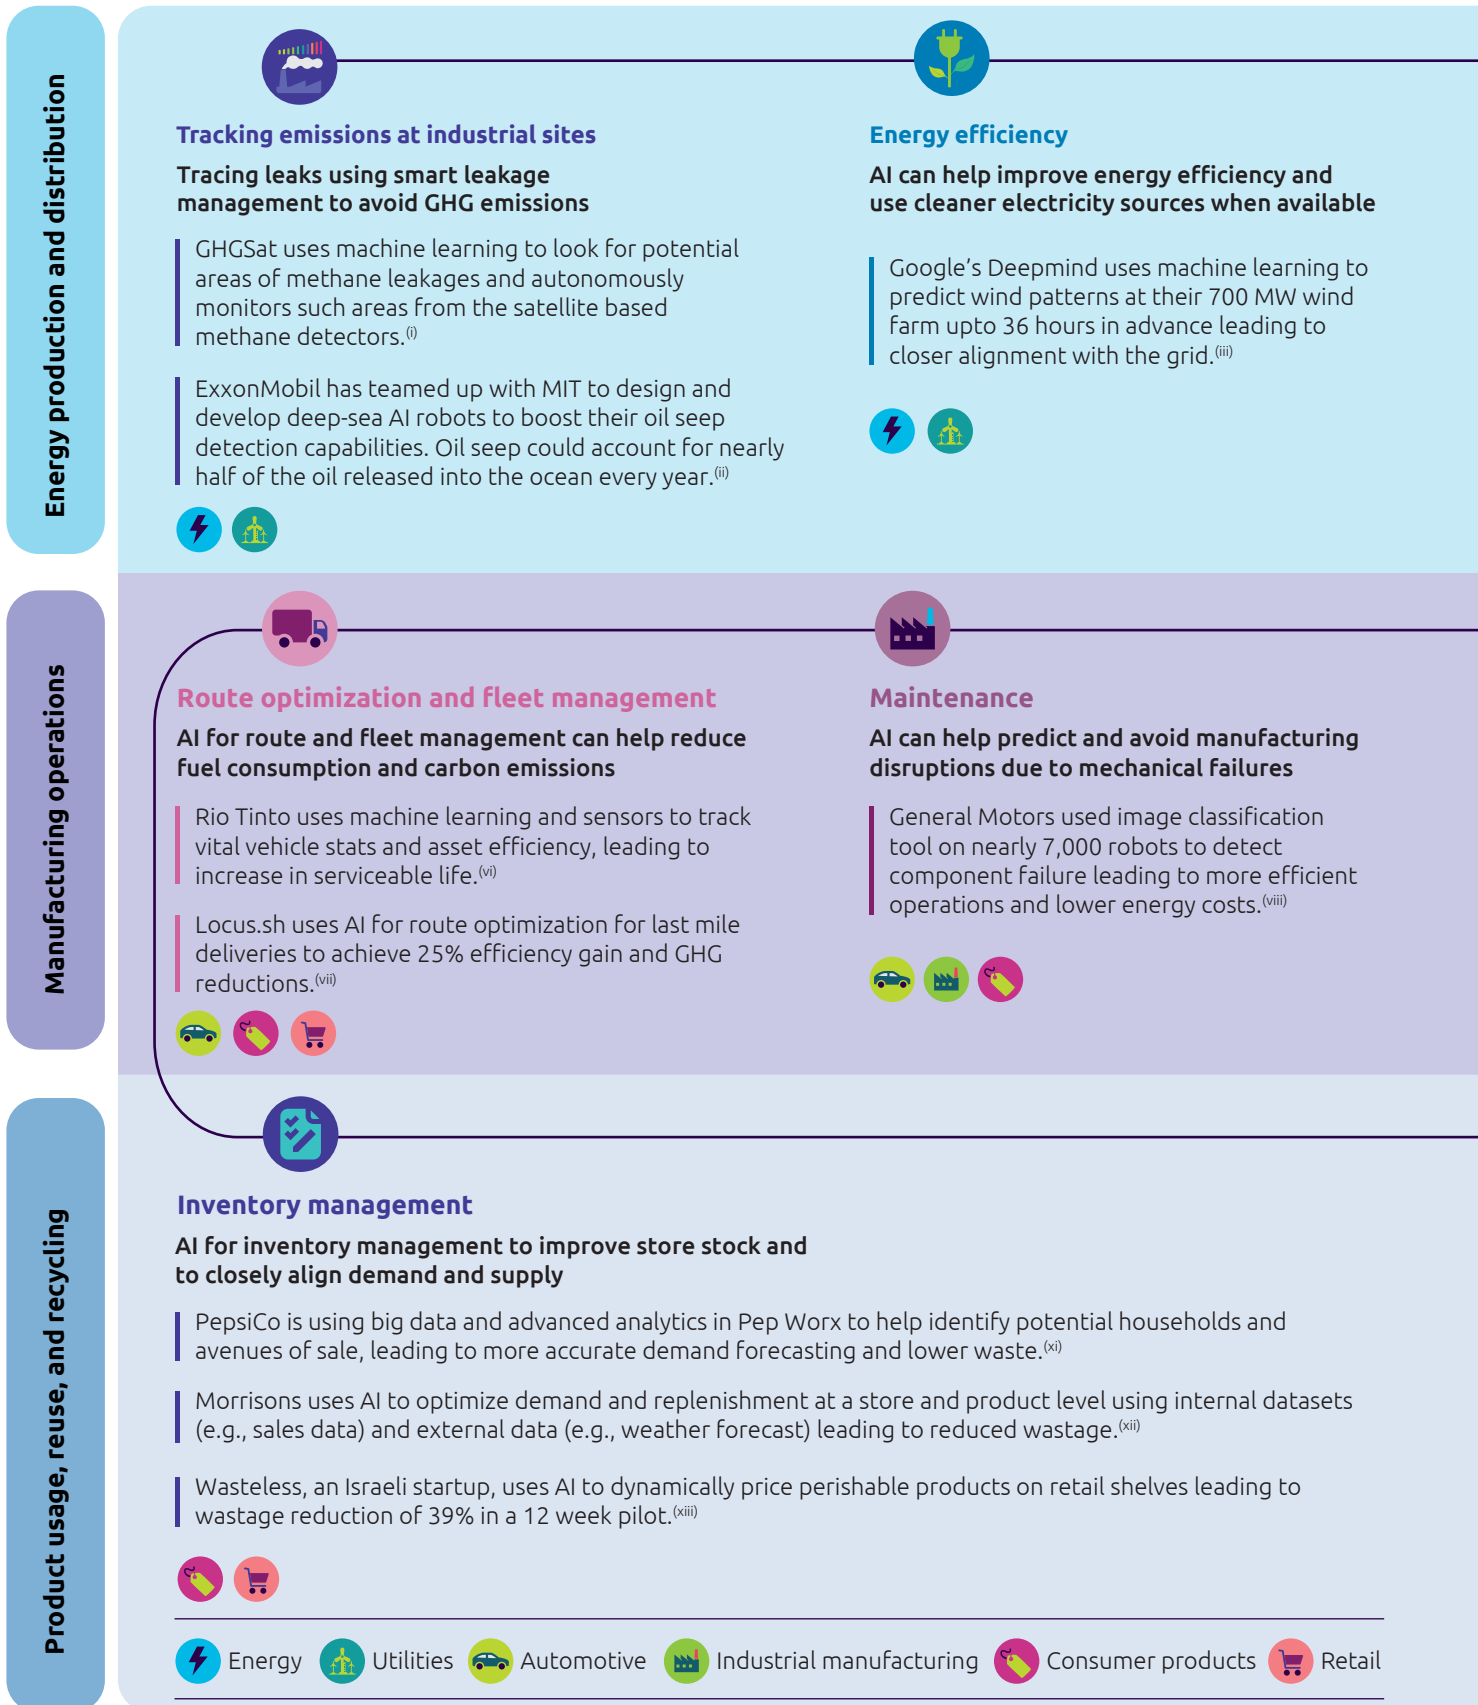 Energy production and distribution
Tracking emissions at industrial sites
Tracing leaks using smart leakage
management to avoid GHG emissions
GHGSat uses machine learning to look for potential
areas of methane leakages and autonomously
monitors such areas from the satellite based
methane detectors.(i)
ExxonMobil has teamed up with MIT to design and
develop deep-sea AI robots to boost their oil seep
detection capabilities. Oil seep could account for nearly
half of the oil released into the ocean every year.(ii)
Energy efficiency
AI can help improve energy efficiency and
use cleaner electricity sources when available
Google’s Deepmind uses machine learning to
predict wind patterns at their 700 MW wind
farm upto 36 hours in advance leading to
closer alignment with the grid.(iii)
Manufacturing operations
Route optimization and fleet management
AI for route and fleet management can help reduce
fuel consumption and carbon emissions
Rio Tinto uses machine learning and sensors to track
vital vehicle stats and asset efficiency, leading to
increase in serviceable life.(vi)
Locus.sh uses AI for route optimization for last mile
deliveries to achieve 25% efficiency gain and GHG
reductions.(vii)
Maintenance
AI can help predict and avoid manufacturing
disruptions due to mechanical failures
General Motors used image classification
tool on nearly 7,000 robots to detect
component failure leading to more efficient
operations and lower energy costs.(viii)
Product usage, reuse, and recycling
Inventory management
AI for inventory management to improve store stock and
to closely align demand and supply
PepsiCo is using big data and advanced analytics in Pep Worx to help identify potential households and
avenues of sale, leading to more accurate demand forecasting and lower waste.(xi)
Morrisons uses AI to optimize demand and replenishment at a store and product level using internal datasets
(e.g., sales data) and external data (e.g., weather forecast) leading to reduced wastage.(xii)
Wasteless, an Israeli startup, uses AI to dynamically price perishable products on retail shelves leading to
wastage reduction of 39% in a 12 week pilot.(xiii)
Energy Utilities Automotive Industrial manufacturing Consumer products Retail